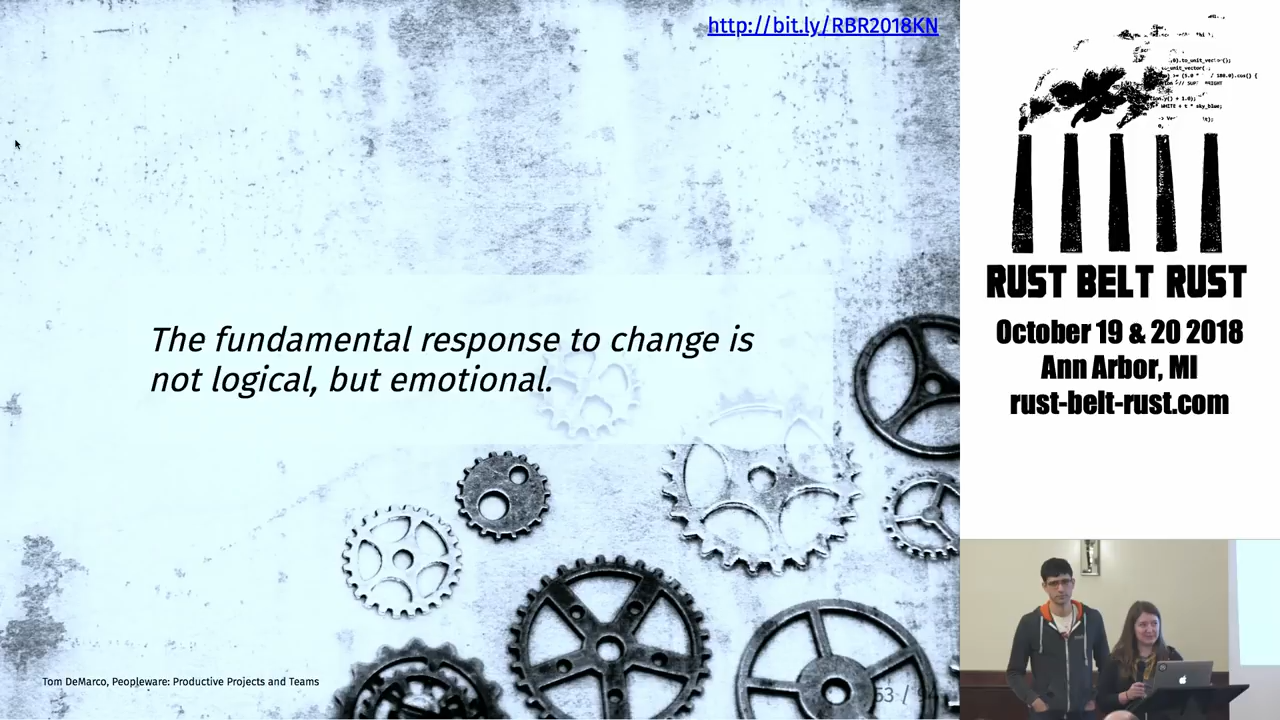 http://bit.ly/RBR2018KN
The fundamental response to change is
not logical, but emotional.
Tom DeMarco, Peopleware: Productive Projects and Teams
53 /
RUST BELT RUST
October 19 & 20 2018
Ann Arbor, MI
rust-belt-rust.com